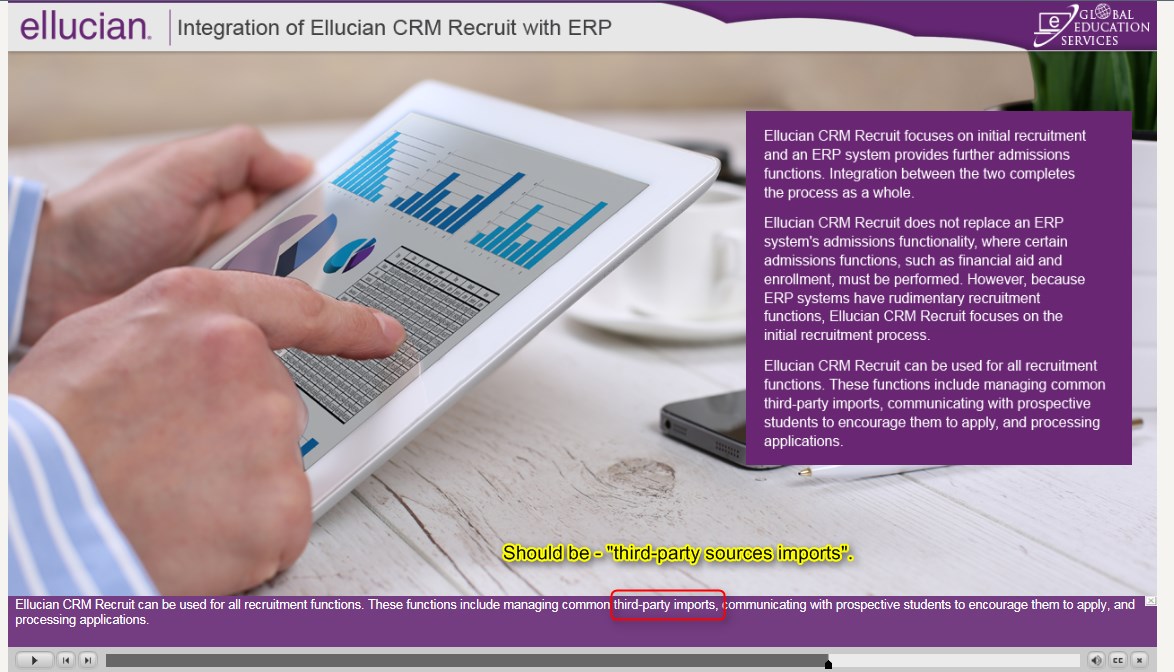 ellucian.
Integration of Ellucian CRM Recruit with ERP
GLOBAL
EDUCATION
SERVICES
Ellucian CRM Recruit focuses on initial recruitment
and an ERP system provides further admissions
functions. Integration between the two completes
the process as a whole.
Ellucian CRM Recruit does not replace an ERP
system's admissions functionality, where certain
admissions functions, such as financial aid and
enrollment, must be performed. However, because
ERP systems have rudimentary recruitment
functions, Ellucian CRM Recruit focuses on the
initial recruitment process.
Ellucian CRM Recruit can be used for all recruitment
functions. These functions include managing common
third-party imports, communicating with prospective
students to encourage them to apply, and processing
applications.
Should be - "third-party sources imports".
Ellucian CRM Recruit can be used for all recruitment functions. These functions include managing common third-party imports, communicating with prospective students to encourage them to apply, and
processing applications.
CC